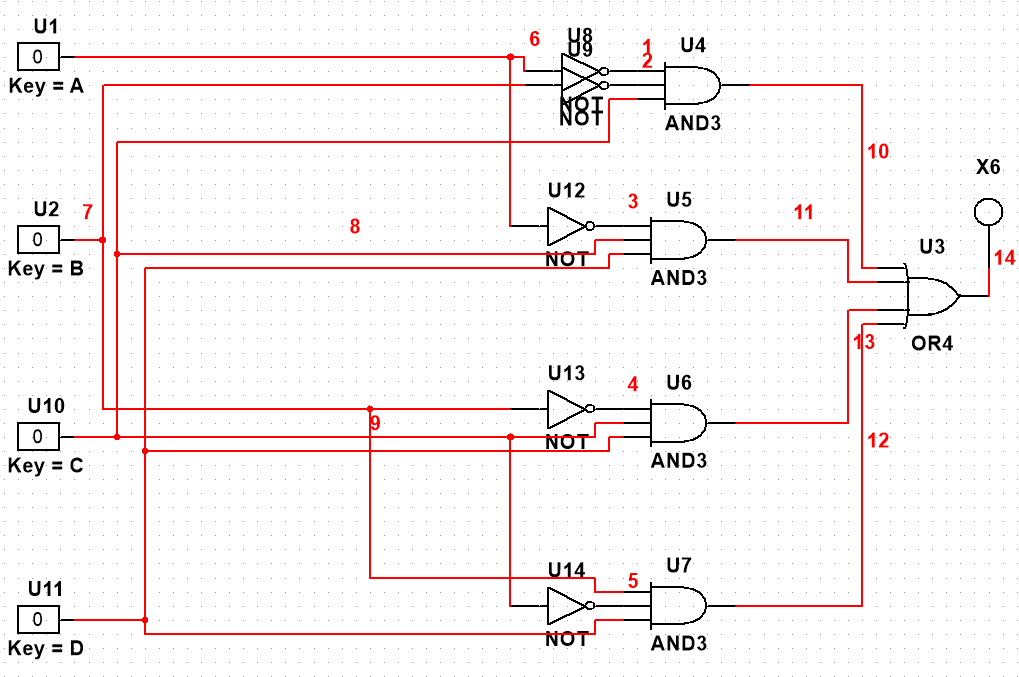 U1
0
Key = A
6
U8
U9
NOT
NOT
1
2
U4
AND3
10
X6
U2
7
0
Key = B
8
U12
NOT
3
U5
AND3
11
U3
14
13
OR4
U10
0
Key = C
9
U13
NOT
4
U6
AND3
12
U11
0
Key = D
U14
NOT
5
U7
AND3